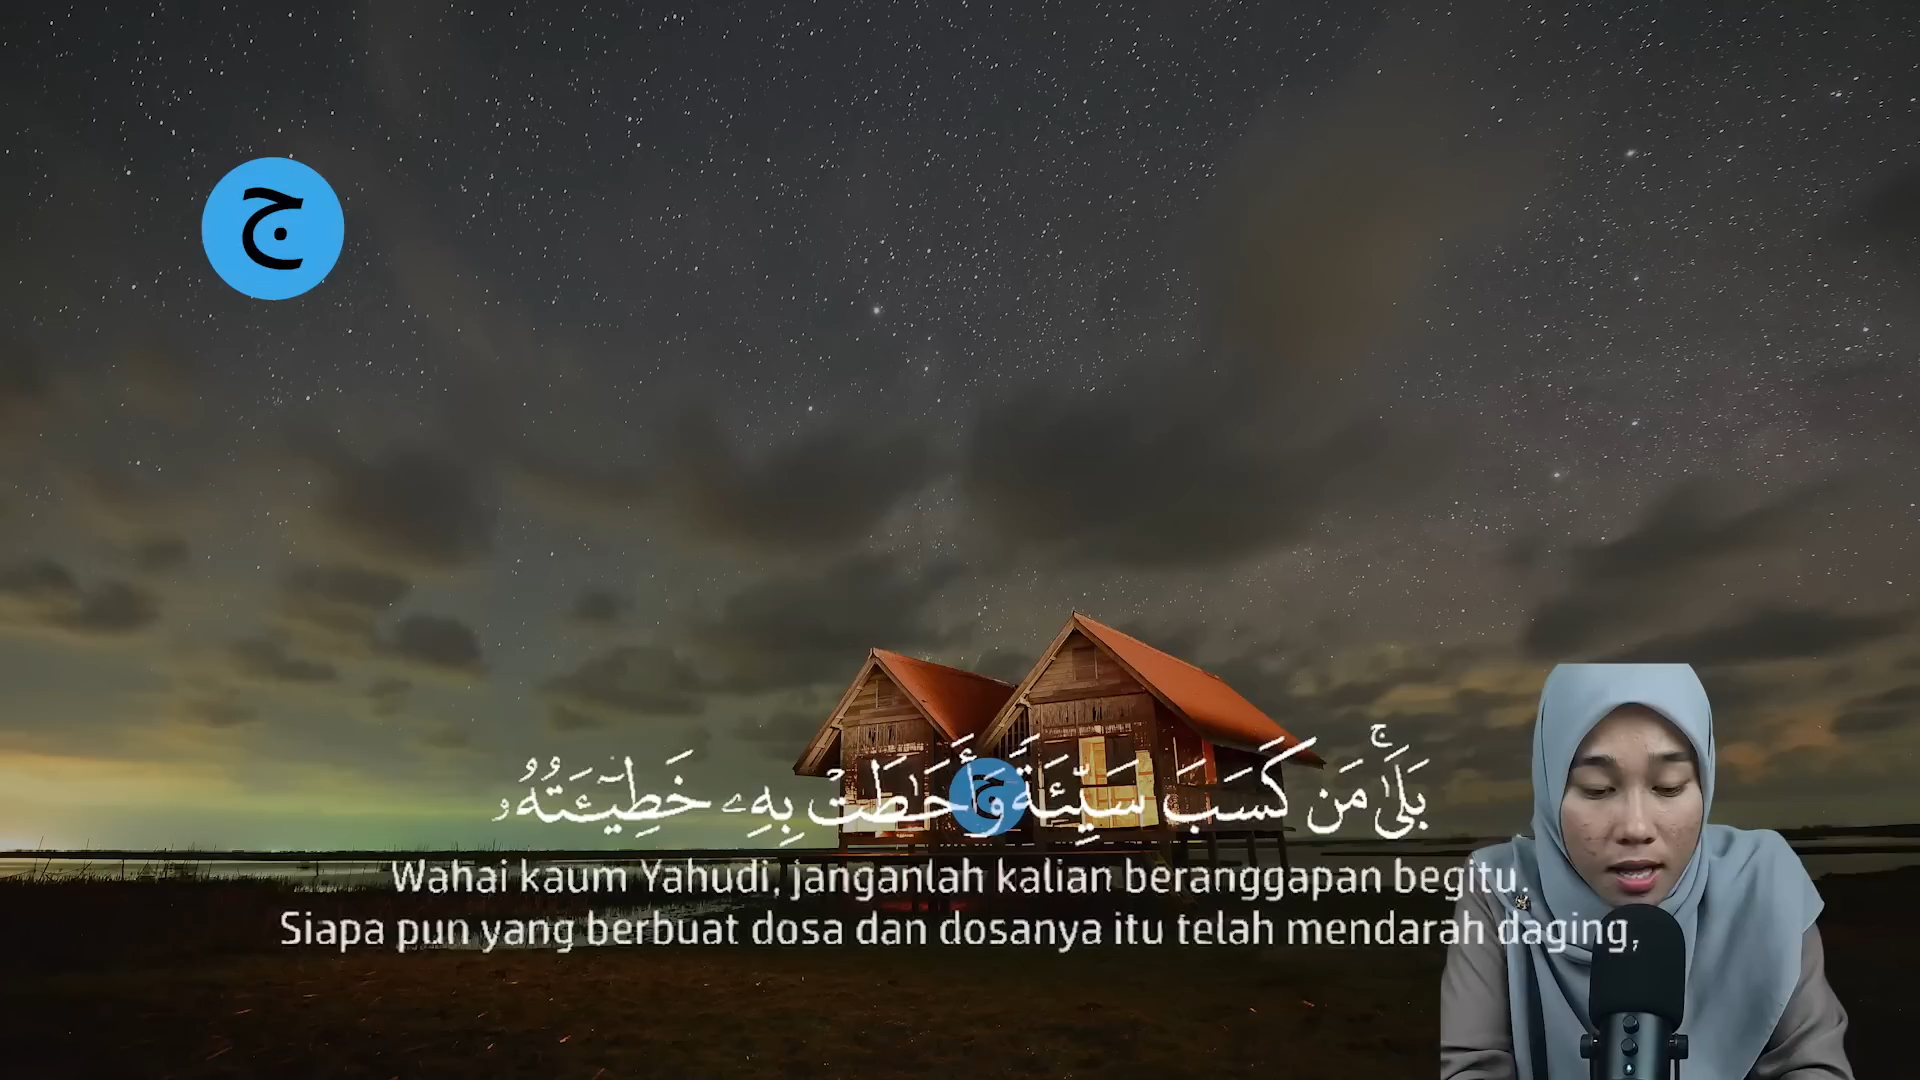 ج
بَلَىٰۚ مَن كَسَبَ سَيِّئَةً وَأَحَٰطَتْ بِهِۦ خَطِيٓـَٔتُهُۥ
Wahai kaum Yahudi, janganlah kalian beranggapan begitu.
Siapa pun yang berbuat dosa dan dosanya itu telah mendarah daging,